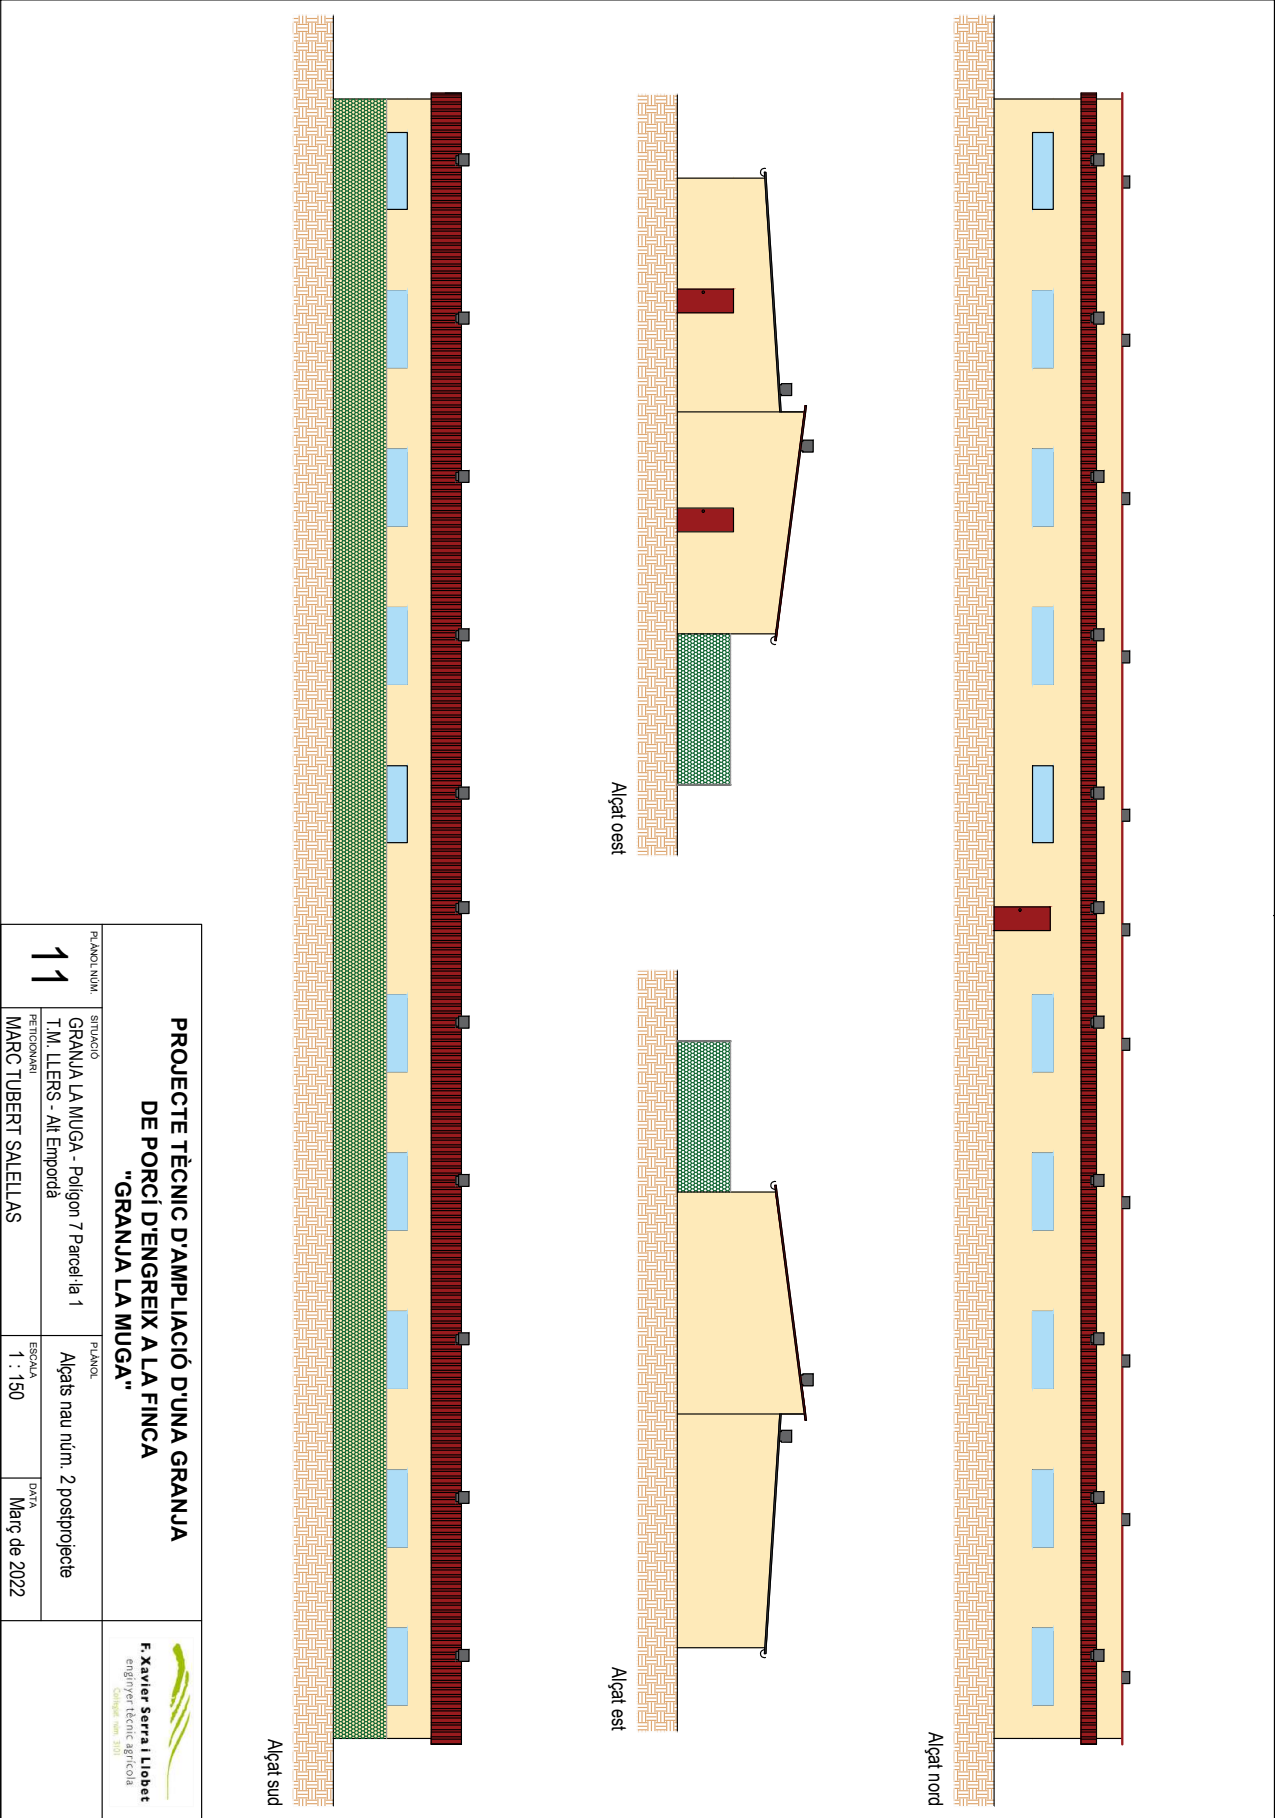 Alçat nord
Alçat oest
Alçat est
Alçat sud
PROJECTE TÈCNIC D'AMPLIACIÓ D'UNA GRANJA
DE PORCÍ D'ENGREIX A LA FINCA
"GRANJA LA MUGA"
PLÀNOL NÚM.
11
SITUACIÓ
GRANJA LA MUGA - Polígon 7 Parcel·la 1
T.M. LLERS - Alt Empordà
PETICIONARI
MARC TUBERT SALELLAS
PLÀNOL
Alçats nau núm. 2 postprojecte
ESCALA
1 : 150
DATA
Març de 2022
F. Xavier Serra i Llobet
enginyer tècnic agrícola